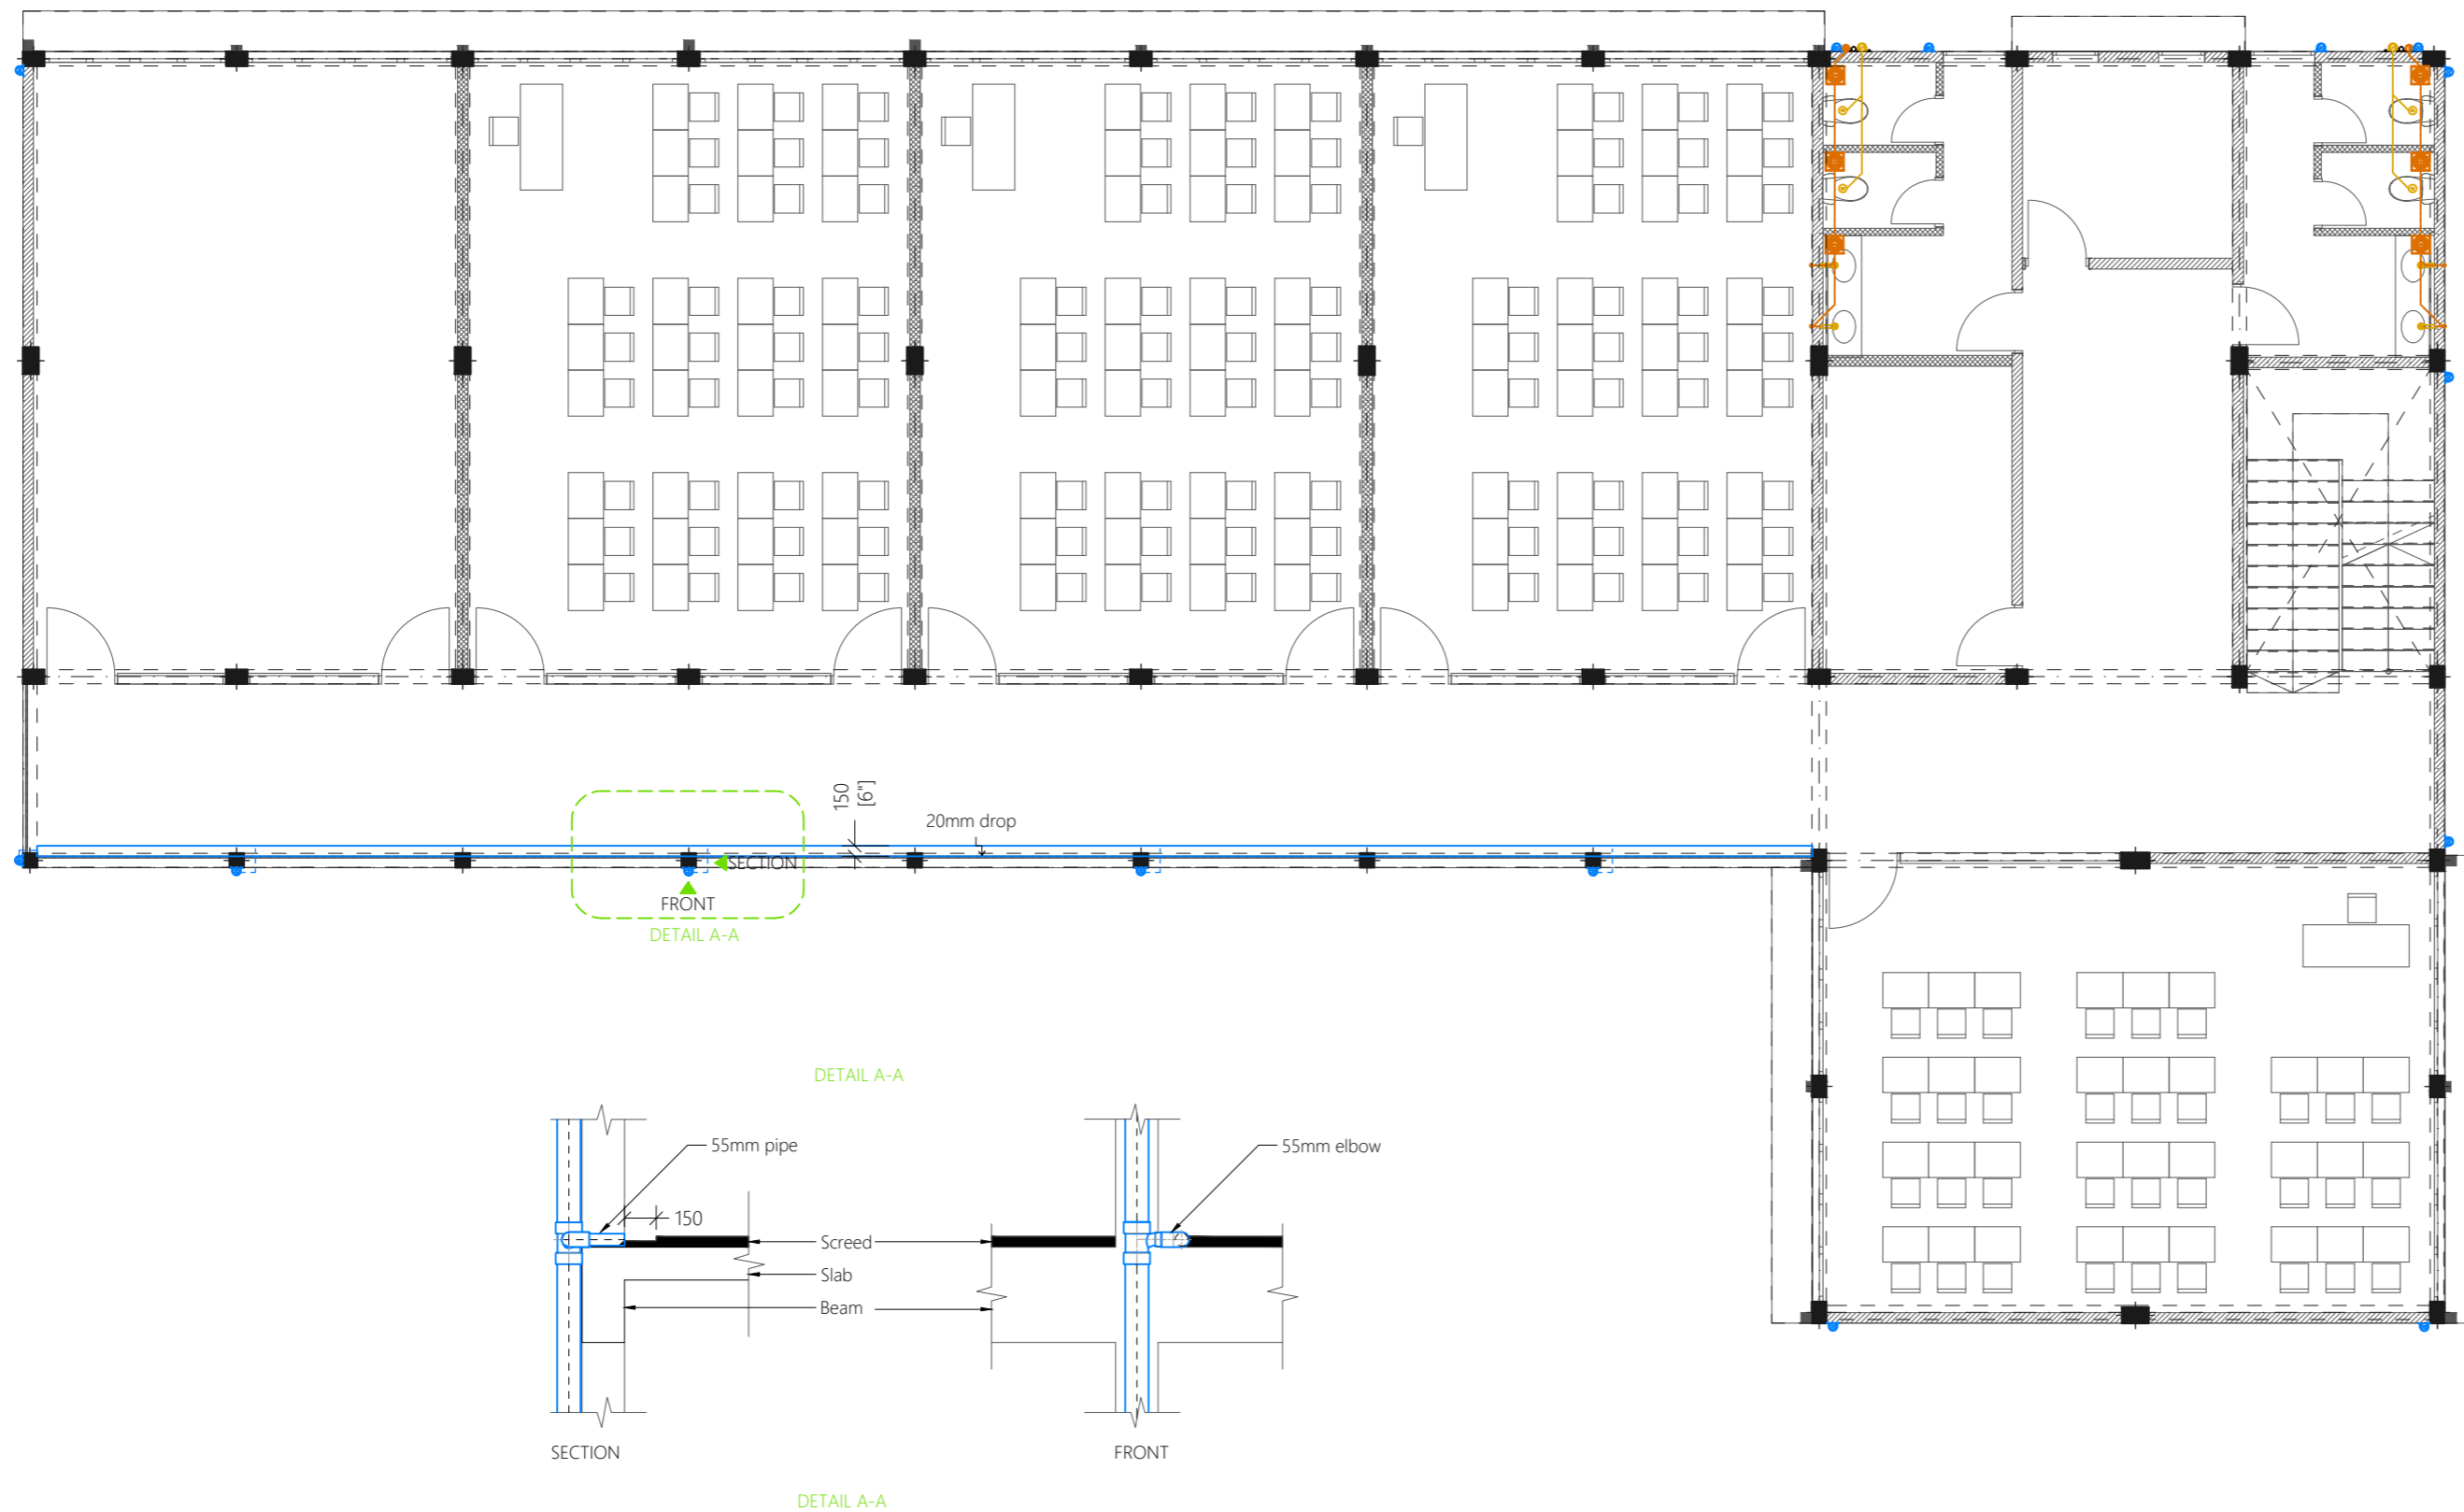 150
[6"]
20mm drop
SECTION
FRONT
DETAIL A-A
DETAIL A-A
55mm pipe
55mm elbow
150
Screed
Slab
Beam
SECTION
FRONT
DETAIL A-A